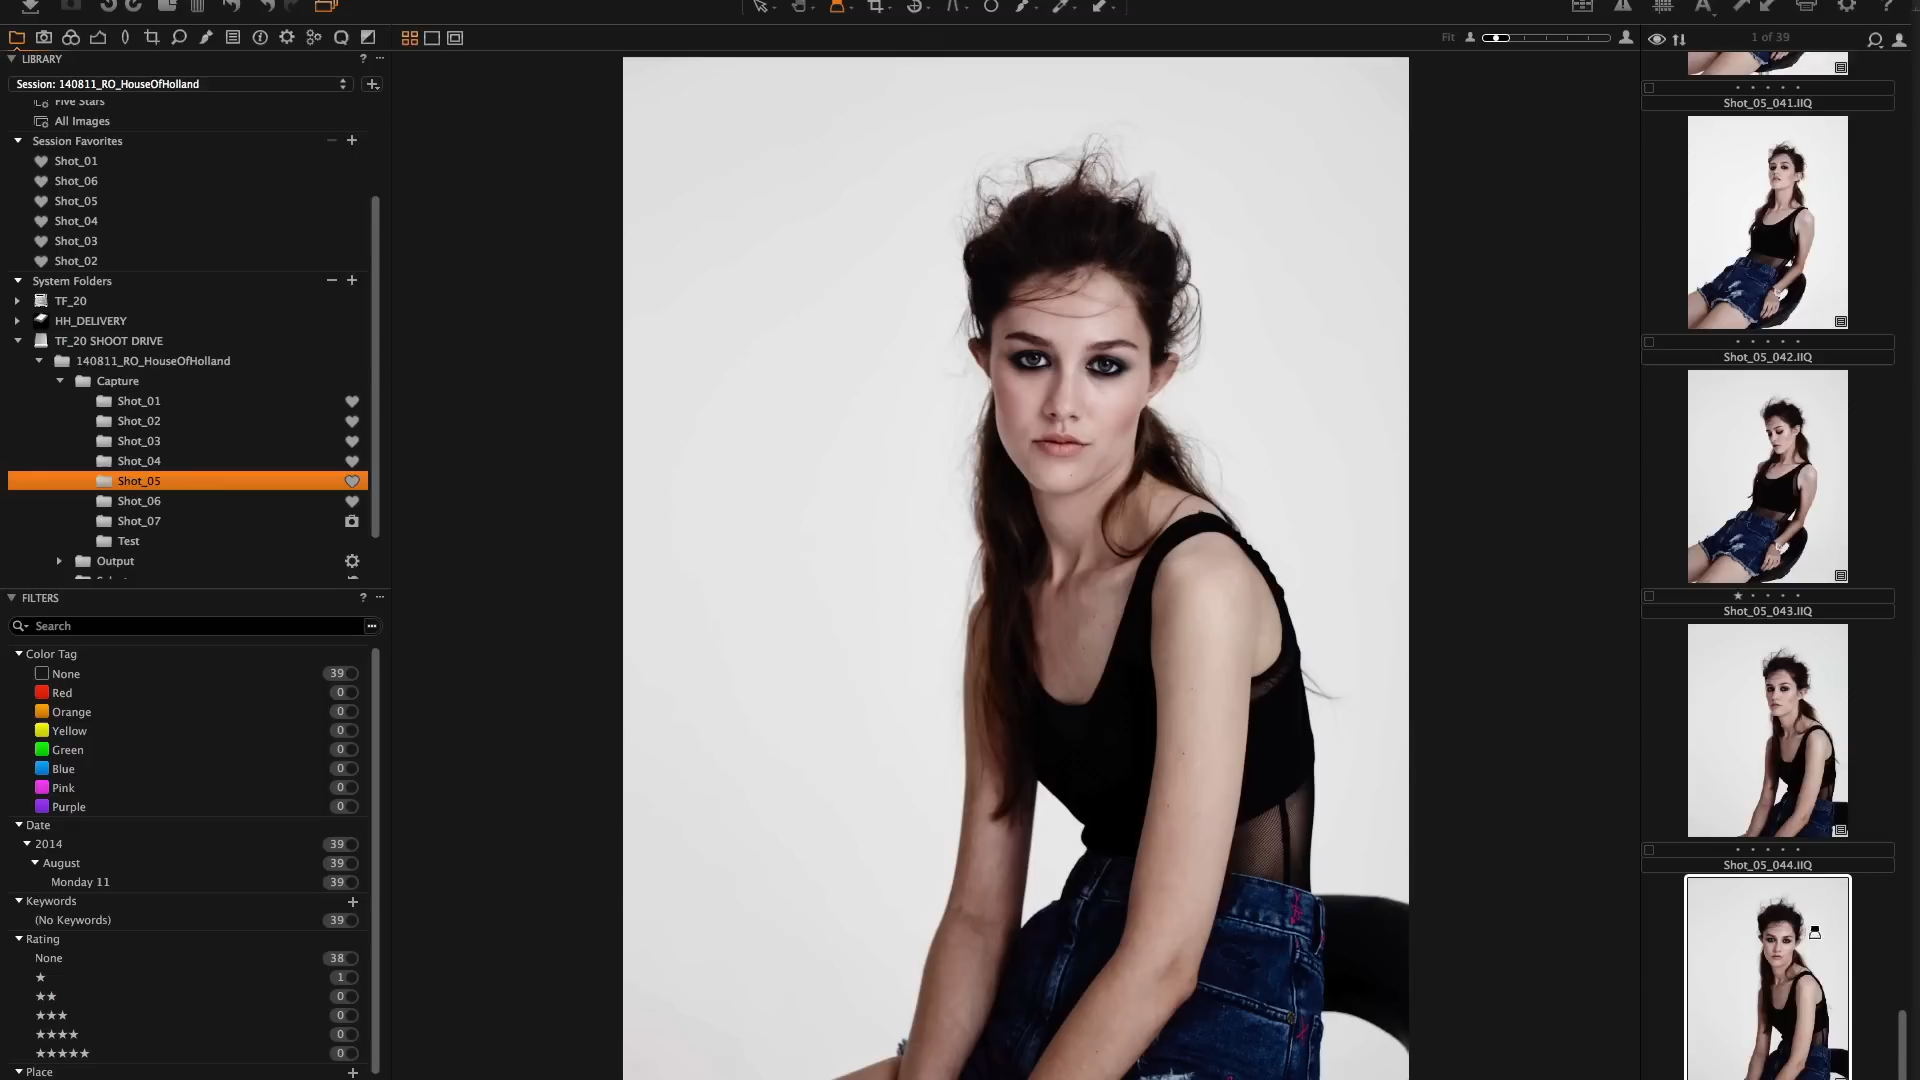 Fit
1 of 39
LIBRARY
?
Session: 140811_RO_HouseOfHolland
Five Stars
All Images
Session Favorites
Shot_01
Shot_06
Shot_05
Shot_04
Shot_03
Shot_02
System Folders
TF_20
HH_DELIVERY
TF_20 SHOOT DRIVE
140811_RO_HouseOfHolland
Capture
Shot_01
Shot_02
Shot_03
Shot_04
Shot_05
Shot_06
Shot_07
Test
Output
FILTERS
?
Search
Color Tag
None 39
Red 0
Orange 0
Yellow 0
Green 0
Blue 0
Pink 0
Purple 0
Date
2014 39
August 39
Monday 11 39
Keywords
(No Keywords) 39
Rating
None 38
★ 1
★★ 0
★★★ 0
★★★★ 0
★★★★★ 0
Place
Shot_05_041.IIQ
Shot_05_042.IIQ
Shot_05_043.IIQ
Shot_05_044.IIQ